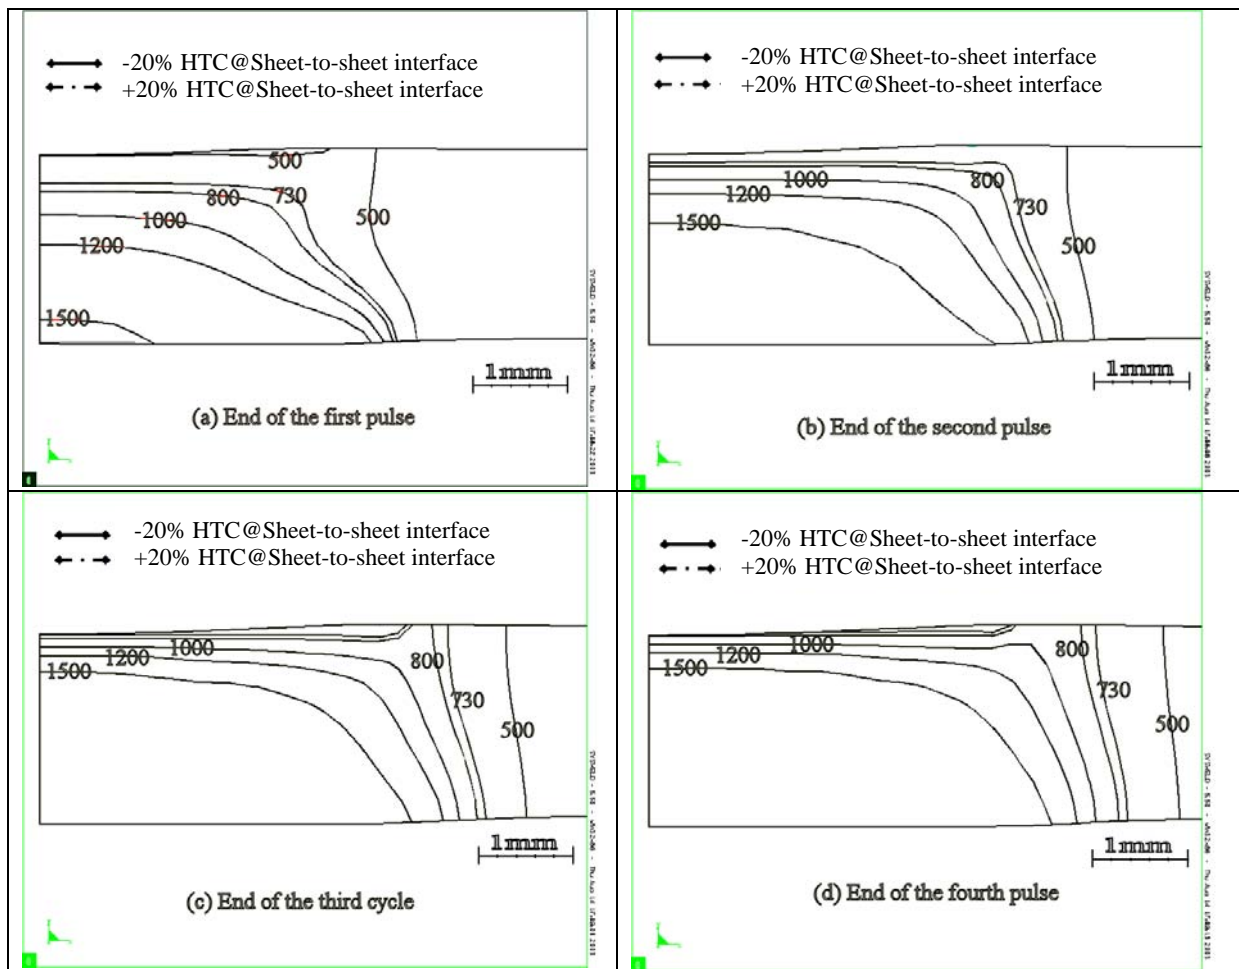 -20% HTC@Sheet-to-sheet interface
+20% HTC@Sheet-to-sheet interface
500
730
800
500
1000
1200
1500
1mm
(a) End of the first pulse
-20% HTC@Sheet-to-sheet interface
+20% HTC@Sheet-to-sheet interface
1000
800
1200
730
1500
500
1mm
(b) End of the second pulse
-20% HTC@Sheet-to-sheet interface
+20% HTC@Sheet-to-sheet interface
1000
1200
800
1500
730
500
1mm
(c) End of the third cycle
-20% HTC@Sheet-to-sheet interface
+20% HTC@Sheet-to-sheet interface
1000
800
1200
1500
730
500
1mm
(d) End of the fourth pulse